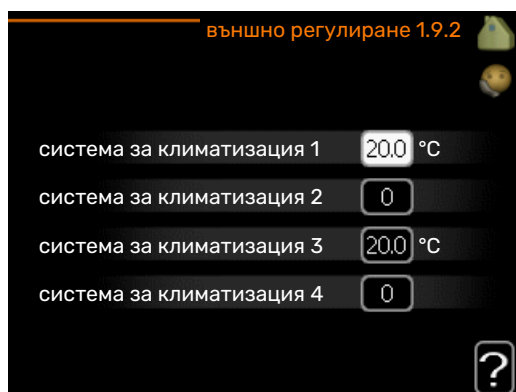 външно регулиране 1.9.2
система за климатизация 1 20.0 °C
система за климатизация 2 0
система за климатизация 3 20.0 °C
система за климатизация 4 0
?